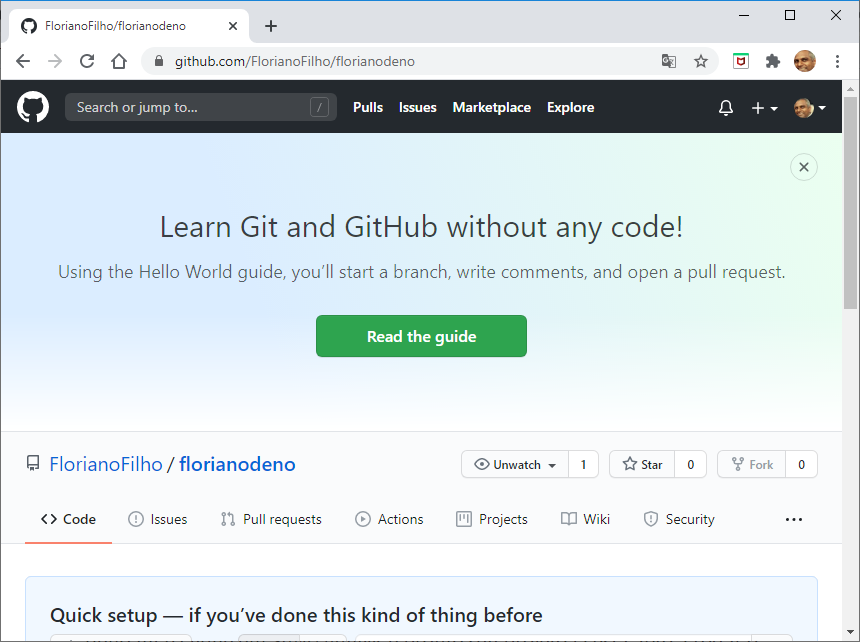 FlorianoFilho/florianodeno
github.com/FlorianoFilho/florianodeno
Search or jump to... / Pulls Issues Marketplace Explore
Learn Git and GitHub without any code!
Using the Hello World guide, you’ll start a branch, write comments, and open a pull request.
Read the guide
FlorianoFilho / florianodeno Unwatch 1 Star 0 Fork 0
Code Issues Pull requests Actions Projects Wiki Security ...
Quick setup — if you’ve done this kind of thing before